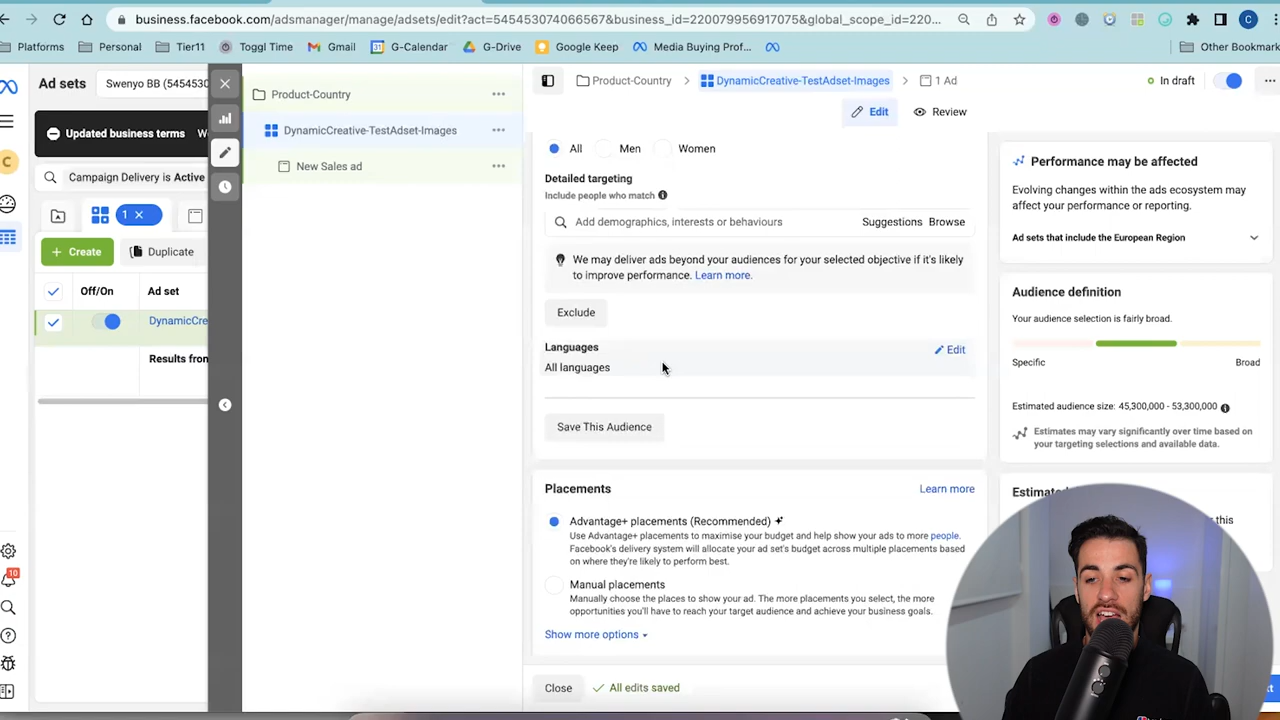 business.facebook.com/adsmanager/manage/adsets/edit?act=545453074066567&business_id=220079956917075&global_scope_id=220...
C
Platforms
Personal
Tier11
Toggl Time
Gmail
G-Calendar
G-Drive
Google Keep
Media Buying Prof...
Other Bookmark
Ad sets
Swenyo BB (54545
Updated business terms
Campaign Delivery is Active
1
Create
Duplicate
Off/On
Ad set
DynamicCre
Results from
C
10
Product-Country
DynamicCreative-TestAdset-Images
New Sales ad
Product-Country
DynamicCreative-TestAdset-Images
1 Ad
In draft
Edit
Review
All
Men
Women
Detailed targeting
Include people who match
Add demographics, interests or behaviours
Suggestions
Browse
We may deliver ads beyond your audiences for your selected objective if it's likely
to improve performance. Learn more.
Exclude
Languages
Edit
All languages
Save This Audience
Placements
Learn more
Advantage+ placements (Recommended)
Use Advantage+ placements to maximise your budget and help show your ads to more people.
Facebook's delivery system will allocate your ad set's budget across multiple placements based
on where they're likely to perform best.
Manual placements
Manually choose the places to show your ad. The more placements you select, the more
opportunities you'll have to reach your target audience and achieve your business goals.
Show more options
Close
All edits saved
Performance may be affected
Evolving changes within the ads ecosystem may
affect your performance or reporting.
Ad sets that include the European Region
Audience definition
Your audience selection is fairly broad.
Specific
Broad
Estimated audience size: 45,300,000 - 53,300,000
Estimates may vary significantly over time based on
your targeting selections and available data.